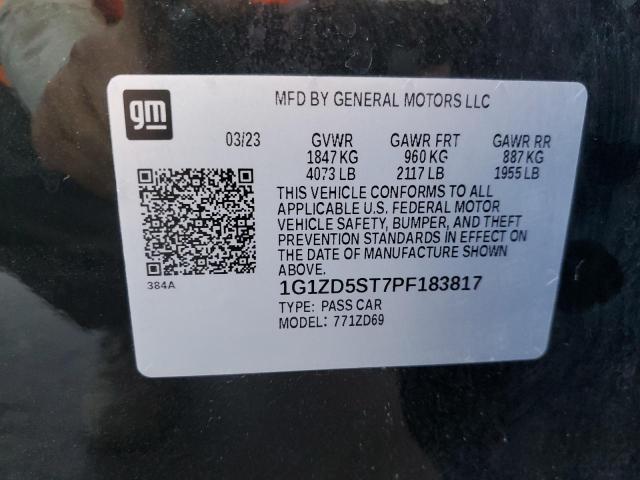 gm
MFD BY GENERAL MOTORS LLC
03/23 GVWR GAWR FRT GAWR RR
1847 KG 960 KG 887 KG
4073 LB 2117 LB 1955 LB
THIS VEHICLE CONFORMS TO ALL
APPLICABLE U.S. FEDERAL MOTOR
VEHICLE SAFETY, BUMPER, AND THEFT
PREVENTION STANDARDS IN EFFECT ON
THE DATE OF MANUFACTURE SHOWN
ABOVE.
384A
1G1ZD5ST7PF183817
TYPE: PASS CAR
MODEL: 771ZD69